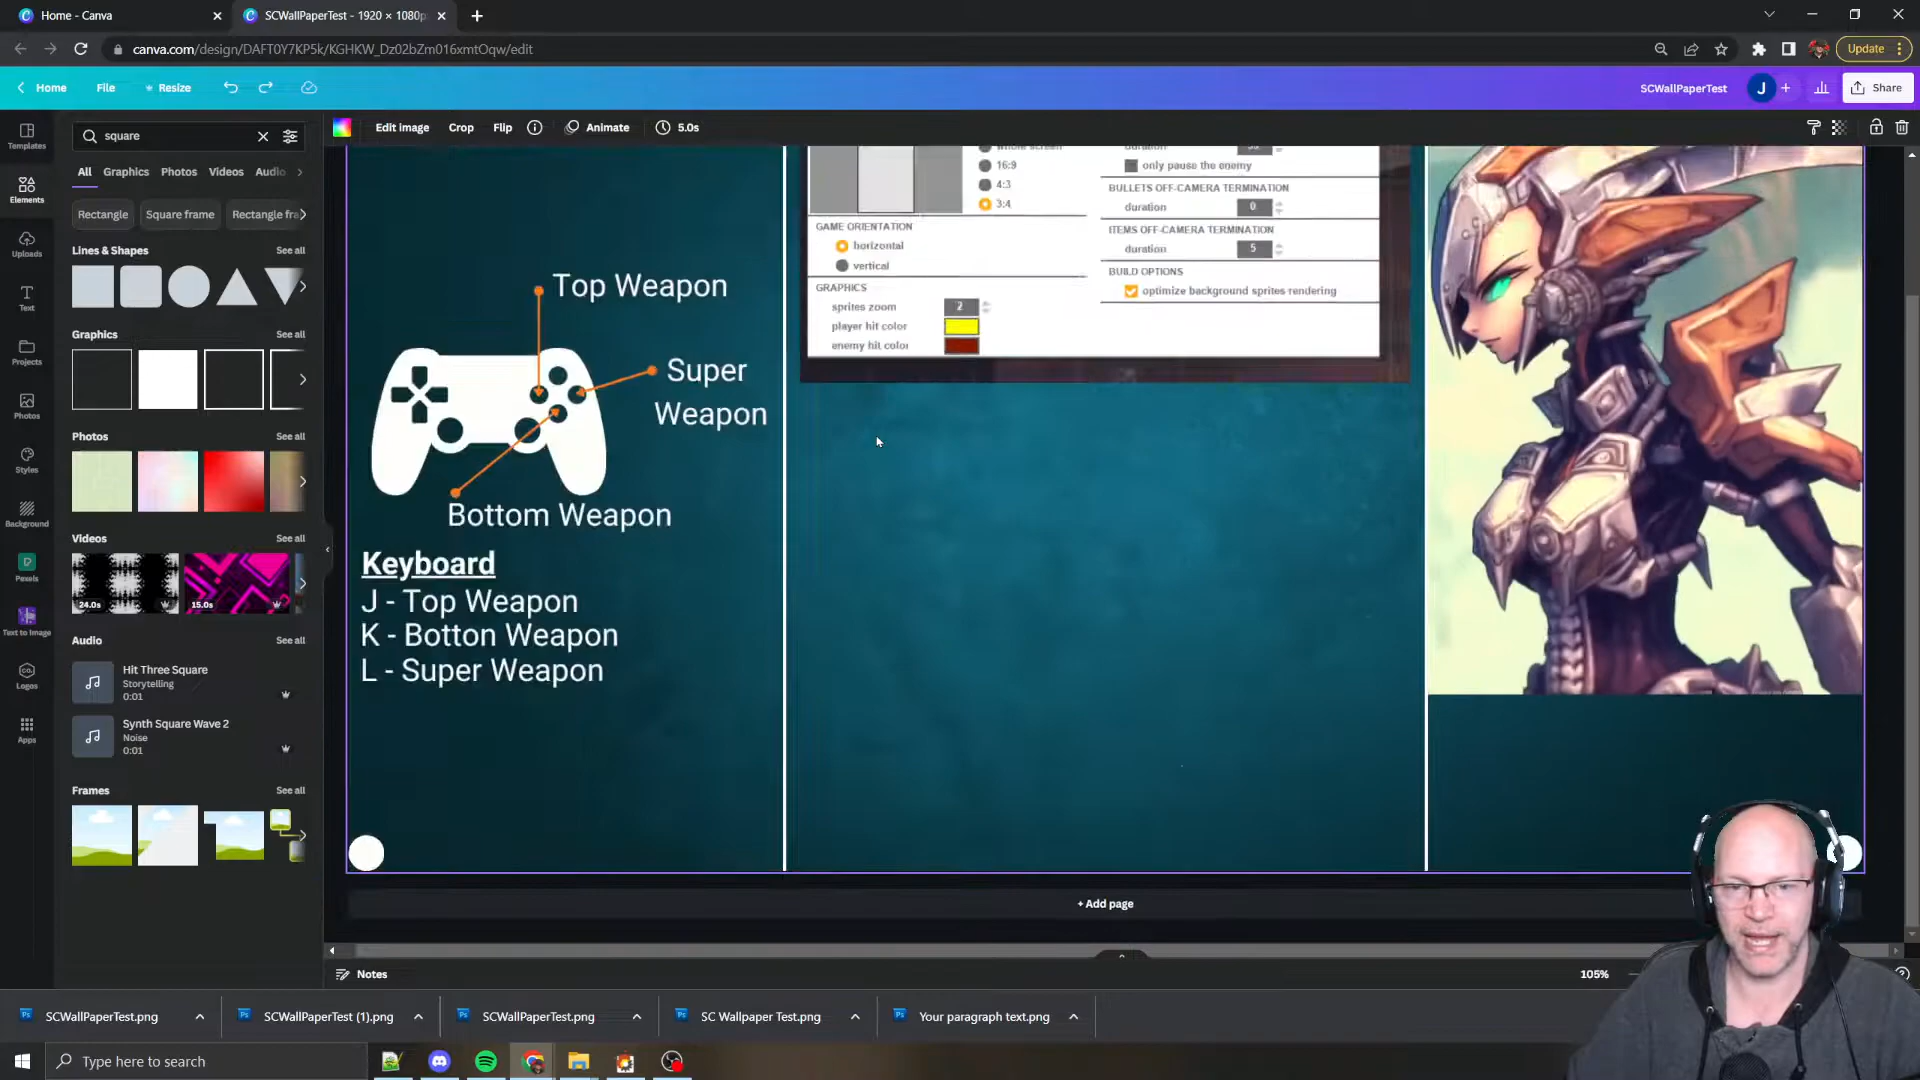 Home - Canva
SCWallPaperTest - 1920 × 1080p
canva.com/design/DAFT0Y7KP5k/KGHKW_Dz02bZm016xmtOqw/edit
Update
Home
File
Resize
SCWallPaperTest
J
Share
square
Edit image
Crop
Flip
Animate
5.0s
Templates
Elements
Uploads
Text
Projects
Photos
Styles
Background
Pexels
Text to Image
Logos
Apps
All
Graphics
Photos
Videos
Audio
Rectangle
Square frame
Rectangle fra
Lines & Shapes
See all
Graphics
See all
Photos
See all
Videos
See all
24.0s
15.0s
Audio
See all
Hit Three Square
Storytelling
0:01
Synth Square Wave 2
Noise
0:01
Frames
See all
Top Weapon
Super
Weapon
Bottom Weapon
Keyboard
J - Top Weapon
K - Botton Weapon
L - Super Weapon
whole screen
16:9
4:3
3:4
GAME ORIENTATION
horizontal
vertical
GRAPHICS
sprites zoom 2
player hit color
enemy hit color
duration
only pause the enemy
BULLETS OFF-CAMERA TERMINATION
duration 0
ITEMS OFF-CAMERA TERMINATION
duration 5
BUILD OPTIONS
optimize background sprites rendering
+ Add page
Notes
105%
SCWallPaperTest.png
SCWallPaperTest (1).png
SCWallPaperTest.png
SC Wallpaper Test.png
Your paragraph text.png
Type here to search